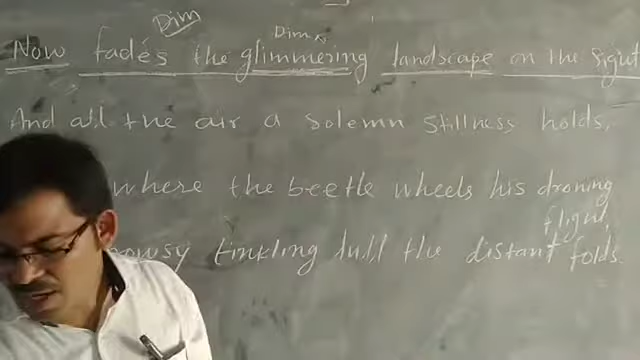 Dim
Dim
Now fades the glimmering landscape on the sight
And all the air a solemn stillness holds,
where the beetle wheels his droning
flight,
tinkling lull the distant folds.